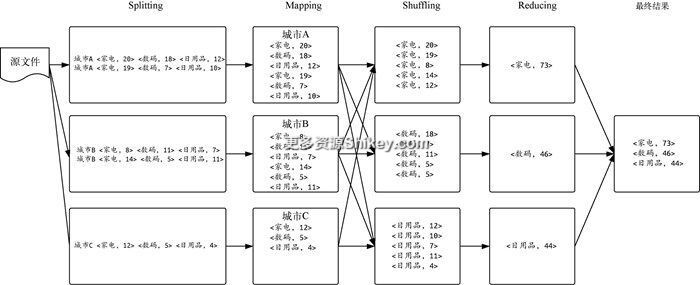 Splitting
Mapping
Shuffling
Reducing
最终结果
源文件
城市A <家电, 20> <数码, 18> <日用品, 12>
城市A <家电, 19> <数码, 7> <日用品, 10>
城市A
<家电, 20>
<数码, 18>
<日用品, 12>
<家电, 19>
<数码, 7>
<日用品, 10>
<家电, 20>
<家电, 19>
<家电, 8>
<家电, 14>
<家电, 12>
<家电, 73>
城市B <家电, 8> <数码, 11> <日用品, 7>
城市B <家电, 14> <数码, 5> <日用品, 11>
城市B
<家电, 8>
<日用品, 7>
<家电, 14>
<数码, 5>
<日用品, 11>
更多资源Shikey.com
<数码, 18>
<数码, 11>
<数码, 5>
<数码, 5>
<数码, 46>
<家电, 73>
<数码, 46>
<日用品, 44>
城市C <家电, 12> <数码, 5> <日用品, 4>
城市C
<家电, 12>
<数码, 5>
<日用品, 4>
<日用品, 12>
<日用品, 10>
<日用品, 7>
<日用品, 11>
<日用品, 4>
<日用品, 44>